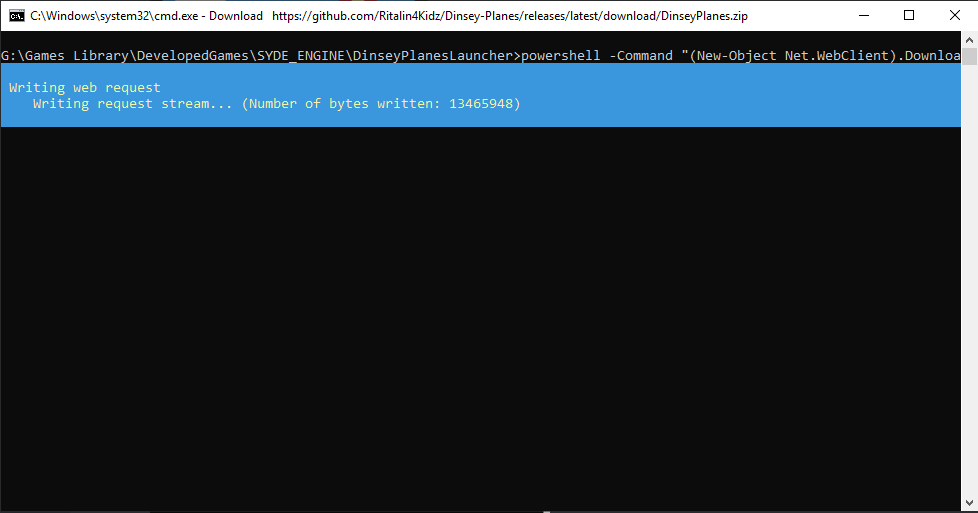 C:\Windows\system32\cmd.exe - Download  https://github.com/Ritalin4Kidz/Dinsey-Planes/releases/latest/download/DinseyPlanes.zip
G:\Games Library\DevelopedGames\SYDE_ENGINE\DinseyPlanesLauncher>powershell -Command "(New-Object Net.WebClient).Downloa
Writing web request
Writing request stream... (Number of bytes written: 13465948)